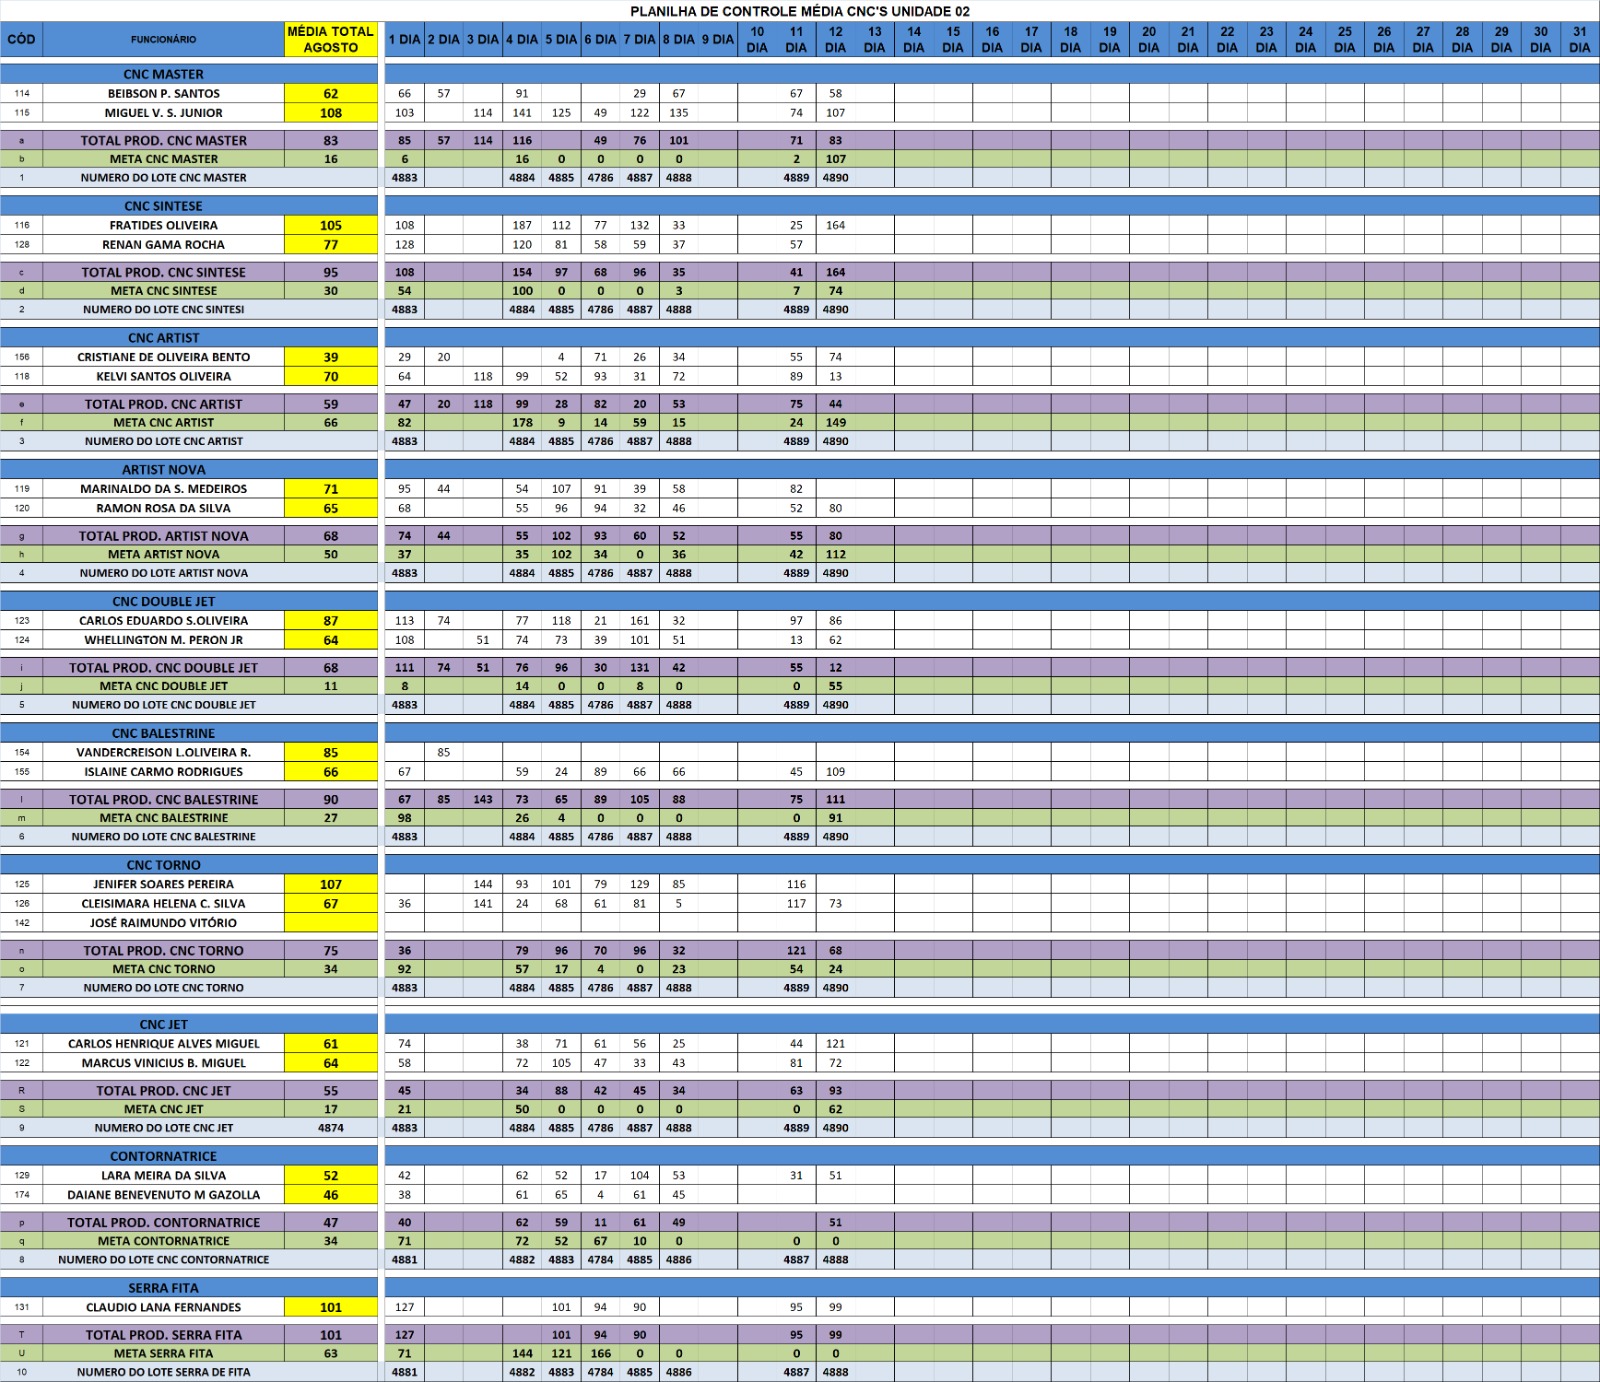 PLANILHA DE CONTROLE MÉDIA CNC'S UNIDADE 02
CÓD FUNCIONÁRIO MÉDIA TOTAL AGOSTO 1 DIA 2 DIA 3 DIA 4 DIA 5 DIA 6 DIA 7 DIA 8 DIA 9 DIA 10 DIA 11 DIA 12 DIA 13 DIA 14 DIA 15 DIA 16 DIA 17 DIA 18 DIA 19 DIA 20 DIA 21 DIA 22 DIA 23 DIA 24 DIA 25 DIA 26 DIA 27 DIA 28 DIA 29 DIA 30 DIA 31 DIA
CNC MASTER
114 BEIBSON P. SANTOS 62 66 57 91 29 67 67 58
115 MIGUEL V. S. JUNIOR 108 103 114 141 125 49 122 135 74 107
a TOTAL PROD. CNC MASTER 83 85 57 114 116 49 76 101 71 83
b META CNC MASTER 16 6 16 0 0 0 0 2 107
1 NUMERO DO LOTE CNC MASTER 4883 4884 4885 4786 4887 4888 4889 4890
CNC SINTESE
116 FRATIDES OLIVEIRA 105 108 187 112 77 132 33 25 164
128 RENAN GAMA ROCHA 77 128 120 81 58 59 37 57
c TOTAL PROD. CNC SINTESE 95 108 154 97 68 96 35 41 164
d META CNC SINTESE 30 54 100 0 0 0 3 7 74
2 NUMERO DO LOTE CNC SINTESI 4883 4884 4885 4786 4887 4888 4889 4890
CNC ARTIST
156 CRISTIANE DE OLIVEIRA BENTO 39 29 20 4 71 26 34 55 74
118 KELVI SANTOS OLIVEIRA 70 64 118 99 52 93 31 72 89 13
e TOTAL PROD. CNC ARTIST 59 47 20 118 99 28 82 20 53 75 44
f META CNC ARTIST 66 82 178 9 14 59 15 24 149
3 NUMERO DO LOTE CNC ARTIST 4883 4884 4885 4786 4887 4888 4889 4890
ARTIST NOVA
119 MARINALDO DA S. MEDEIROS 71 95 44 54 107 91 39 58 82
120 RAMON ROSA DA SILVA 65 68 55 96 94 32 46 52 80
g TOTAL PROD. ARTIST NOVA 68 74 44 55 102 93 60 52 55 80
h META ARTIST NOVA 50 37 35 102 34 0 36 42 112
4 NUMERO DO LOTE ARTIST NOVA 4883 4884 4885 4786 4887 4888 4889 4890
CNC DOUBLE JET
123 CARLOS EDUARDO S.OLIVEIRA 87 113 74 77 118 21 161 32 97 86
124 WHELLINGTON M. PERON JR 64 108 51 74 73 39 101 51 13 62
i TOTAL PROD. CNC DOUBLE JET 68 111 74 51 76 96 30 131 42 55 12
j META CNC DOUBLE JET 11 8 14 0 0 8 0 0 55
5 NUMERO DO LOTE CNC DOUBLE JET 4883 4884 4885 4786 4887 4888 4889 4890
CNC BALESTRINE
154 VANDERCREISON L.OLIVEIRA R. 85 85
155 ISLAINE CARMO RODRIGUES 66 67 59 24 89 66 66 45 109
l TOTAL PROD. CNC BALESTRINE 90 67 85 143 73 65 89 105 88 75 111
m META CNC BALESTRINE 27 98 26 4 0 0 0 0 91
6 NUMERO DO LOTE CNC BALESTRINE 4883 4884 4885 4786 4887 4888 4889 4890
CNC TORNO
125 JENIFER SOARES PEREIRA 107 144 93 101 79 129 85 116
126 CLEISIMARA HELENA C. SILVA 67 36 141 24 68 61 81 5 117 73
142 JOSÉ RAIMUNDO VITÓRIO
n TOTAL PROD. CNC TORNO 75 36 79 96 70 96 32 121 68
o META CNC TORNO 34 92 57 17 4 0 23 54 24
7 NUMERO DO LOTE CNC TORNO 4883 4884 4885 4786 4887 4888 4889 4890
CNC JET
121 CARLOS HENRIQUE ALVES MIGUEL 61 74 38 71 61 56 25 44 121
122 MARCUS VINICIUS B. MIGUEL 64 58 72 105 47 33 43 81 72
R TOTAL PROD. CNC JET 55 45 34 88 42 45 34 63 93
S META CNC JET 17 21 50 0 0 0 0 0 62
9 NUMERO DO LOTE CNC JET 4874 4883 4884 4885 4786 4887 4888 4889 4890
CONTORNATRICE
129 LARA MEIRA DA SILVA 52 42 62 52 17 104 53 31 51
174 DAIANE BENEVENUTO M GAZOLLA 46 38 61 65 4 61 45
p TOTAL PROD. CONTORNATRICE 47 40 62 59 11 61 49 51
q META CONTORNATRICE 34 71 72 52 67 10 0 0 0
8 NUMERO DO LOTE CNC CONTORNATRICE 4881 4882 4883 4784 4885 4886 4887 4888
SERRA FITA
131 CLAUDIO LANA FERNANDES 101 127 101 94 90 95 99
T TOTAL PROD. SERRA FITA 101 127 101 94 90 95 99
U META SERRA FITA 63 71 144 121 166 0 0 0 0
10 NUMERO DO LOTE SERRA DE FITA 4881 4882 4883 4784 4885 4886 4887 4888